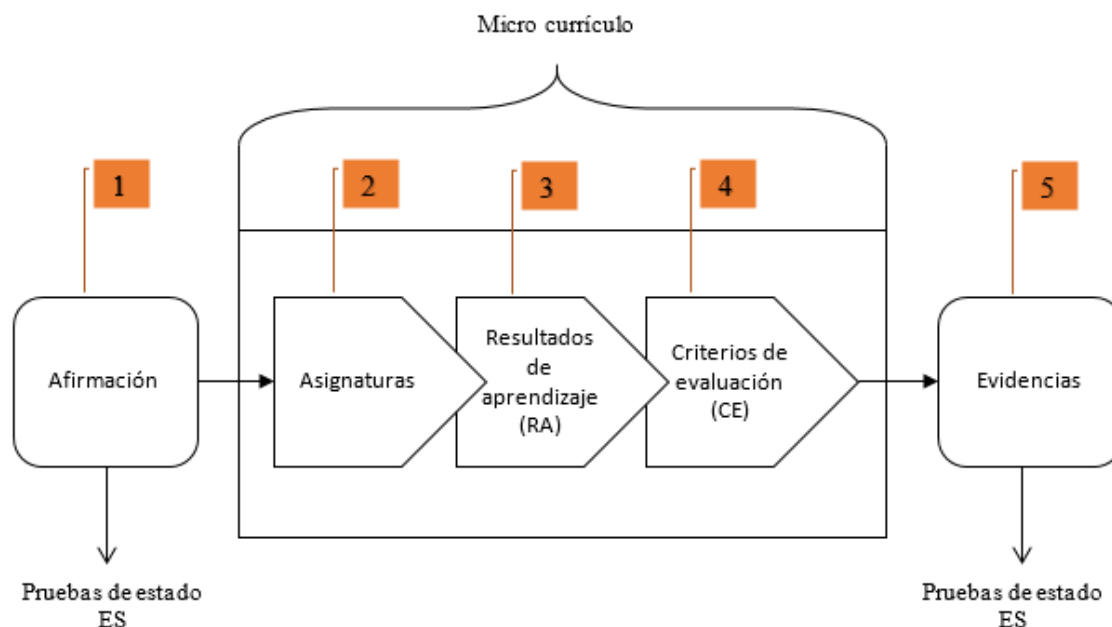 Micro currículo
1
2
3
4
5
Afirmación
Asignaturas
Resultados
de
aprendizaje
(RA)
Criterios de
evaluación
(CE)
Evidencias
Pruebas de estado
ES
Pruebas de estado
ES